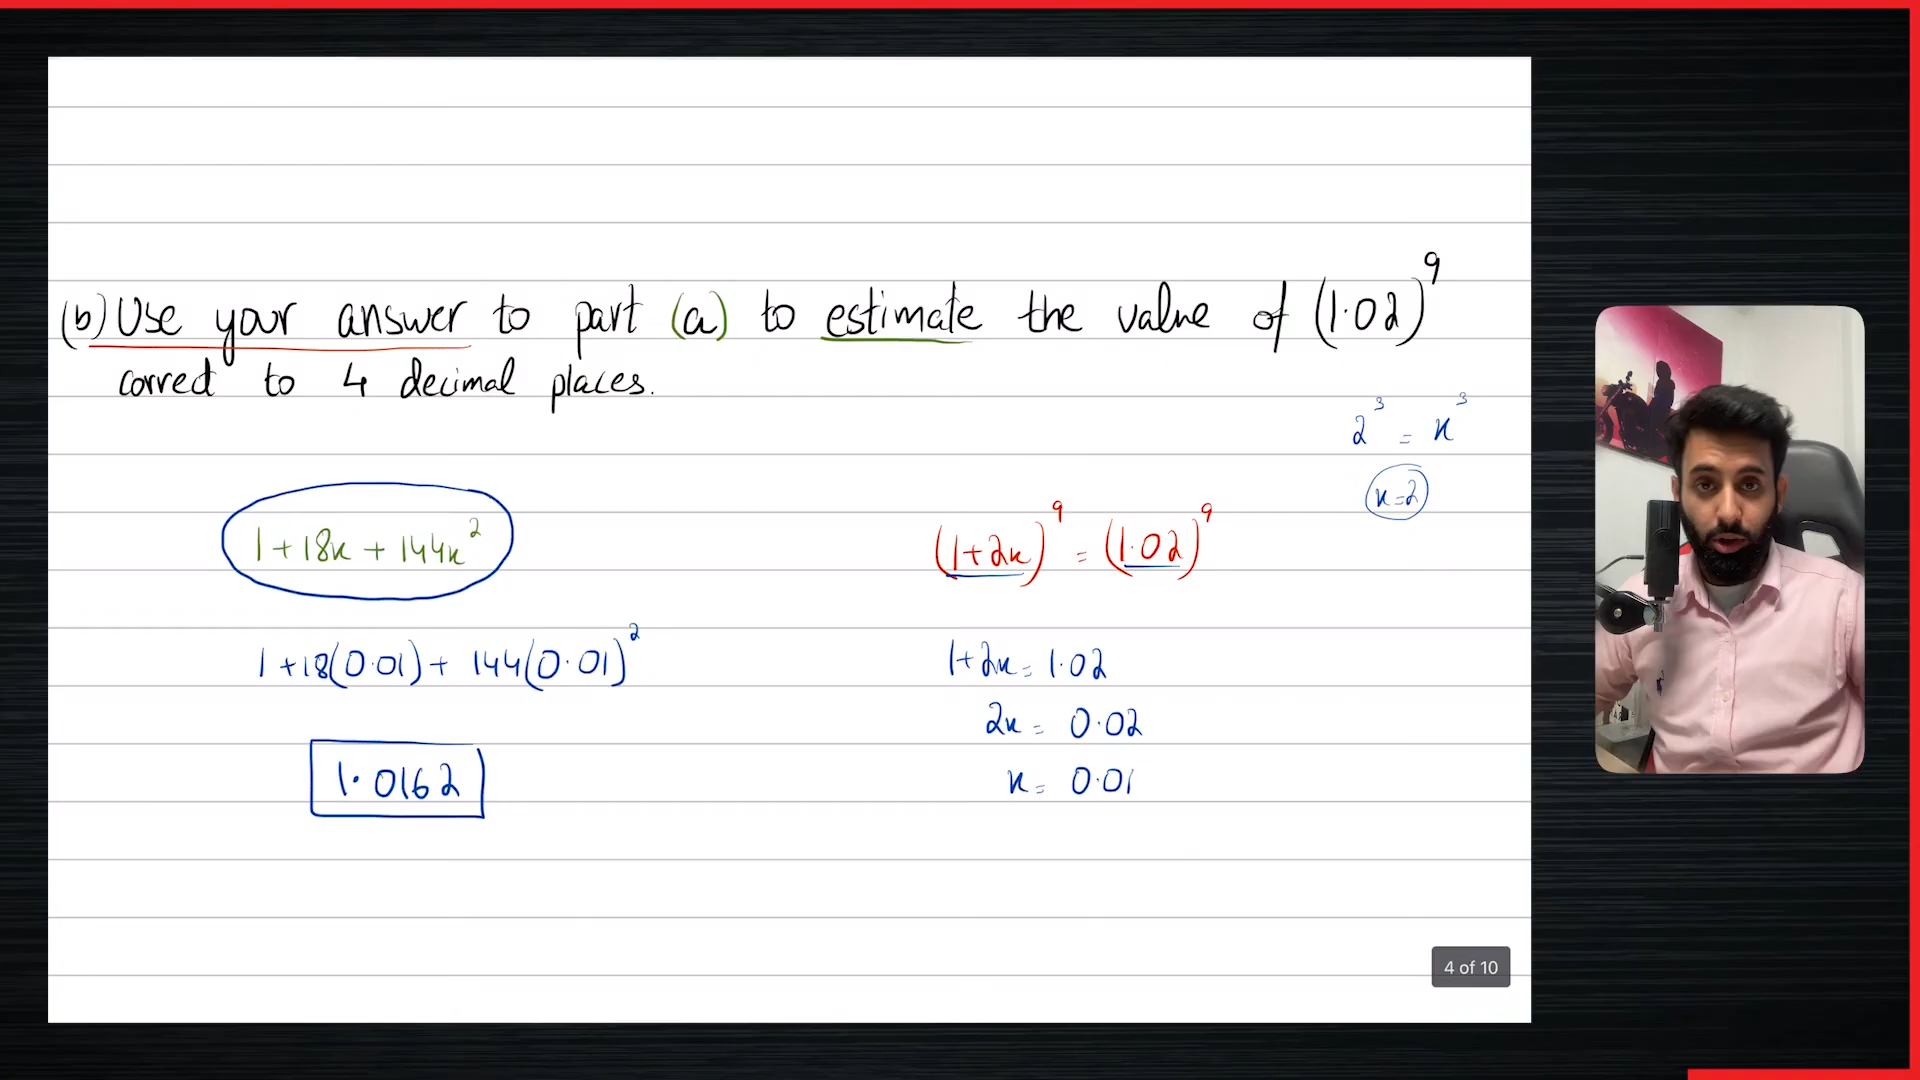 (b) Use your answer to part (a) to estimate the value of (1·02)⁹
corred to 4 decimal places.
2³ = x³
x=2
1+18x+144x²
(1+2x)⁹ = (1·02)⁹
1+18(0·01)+ 144(0·01)²
1+2x= 1·02
2x= 0·02
1·0162
x= 0·01
4 of 10